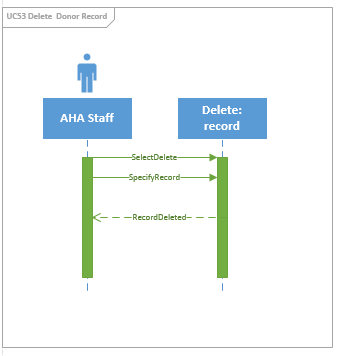 UC53 Delete  Donor Record
AHA Staff
Delete:
record
SelectDelete
SpecifyRecord
RecordDeleted